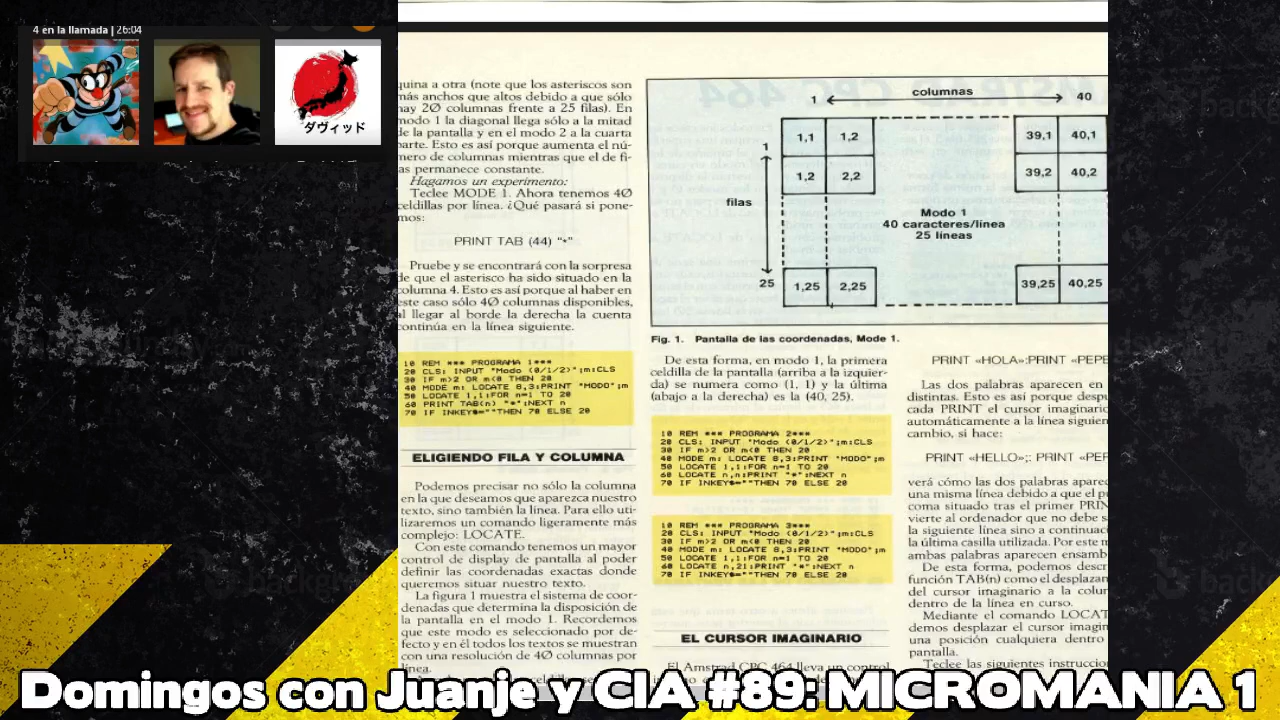 4 en la llamada | 26:04
ダヴィッド
quina a otra (note que los asteriscos son
más anchos que altos debido a que sólo
hay 20 columnas frente a 25 filas). En
modo 1 la diagonal llega sólo a la mitad
de la pantalla y en el modo 2 a la cuarta
parte. Esto es así porque aumenta el nú-
mero de columnas mientras que el de fi-
las permanece constante.
Hagamos un experimento:
Teclee MODE 1. Ahora tenemos 40
celdillas por línea. ¿Qué pasará si pone-
mos:
PRINT TAB (44) "*"
Pruebe y se encontrará con la sorpresa
de que el asterisco ha sido situado en la
columna 4. Esto es así porque al haber en
este caso sólo 40 columnas disponibles,
al llegar al borde de la derecha la cuenta
continúa en la línea siguiente.
10 REM *** PROGRAMA 1***
20 CLS: INPUT "Modo (0/1/2)";m:CLS
30 IF m>2 OR m<0 THEN 20
40 MODE m: LOCATE 8,3:PRINT "MODO";m
50 LOCATE 1,1:FOR n=1 TO 20
60 PRINT TAB(n) "*":NEXT n
70 IF INKEY$=""THEN 70 ELSE 20
ELIGIENDO FILA Y COLUMNA
Podemos precisar no sólo la columna
en la que deseamos que aparezca nuestro
texto, sino también la línea. Para ello uti-
lizaremos un comando ligeramente más
complejo: LOCATE.
Con este comando tenemos un mayor
control de display de pantalla al poder
definir las coordenadas exactas donde
queremos situar nuestro texto.
La figura 1 muestra el sistema de coor-
denadas que determina la disposición de
la pantalla en el modo 1. Recordemos
que este modo es seleccionado por de-
fecto y en él todos los textos se muestran
con una resolución de 40 columnas por
línea.
1 columnas 40
1
1,1 1,2 39,1 40,1
1,2 2,2 39,2 40,2
filas
Modo 1
40 caracteres/línea
25 líneas
25
1,25 2,25 39,25 40,25
Fig. 1. Pantalla de las coordenadas, Mode 1.
De esta forma, en modo 1, la primera
celdilla de la pantalla (arriba a la izquier-
da) se numera como (1, 1) y la última
(abajo a la derecha) es la (40, 25).
10 REM *** PROGRAMA 2***
20 CLS: INPUT "Modo (0/1/2)";m:CLS
30 IF m>2 OR m<0 THEN 20
40 MODE m: LOCATE 8,3:PRINT "MODO";m
50 LOCATE 1,1:FOR n=1 TO 20
60 LOCATE n,n:PRINT "*":NEXT n
70 IF INKEY$=""THEN 70 ELSE 20
10 REM *** PROGRAMA 3***
20 CLS: INPUT "Modo (0/1/2)";m:CLS
30 IF m>2 OR m<0 THEN 20
40 MODE m: LOCATE 8,3:PRINT "MODO";m
50 LOCATE 1,1:FOR n=1 TO 20
60 LOCATE n,21:PRINT "*":NEXT n
70 IF INKEY$=""THEN 70 ELSE 20
EL CURSOR IMAGINARIO
El Amstrad CPC 464 lleva un control
PRINT «HOLA»:PRINT «PEPE
Las dos palabras aparecen en
distintas. Esto es así porque despu
cada PRINT el cursor imaginario
automáticamente a la línea siguien
cambio, si hace:
PRINT «HELLO»;: PRINT «PEP
verá cómo las dos palabras aparec
una misma línea debido a que el p
coma situado tras el primer PRIN
vierte al ordenador que no debe s
la siguiente línea sino a continuac
la última casilla utilizada. Por este m
ambas palabras aparecen ensamb
De esta forma, podemos descr
función TAB(n) como el desplazam
del cursor imaginario a la colum
dentro de la línea en curso.
Mediante el comando LOCAT
demos desplazar el cursor imagin
una posición cualquiera dentro
pantalla.
Teclee las siguientes instruccio
Domingos con Juanje y CIA #89: MICROMANIA 1